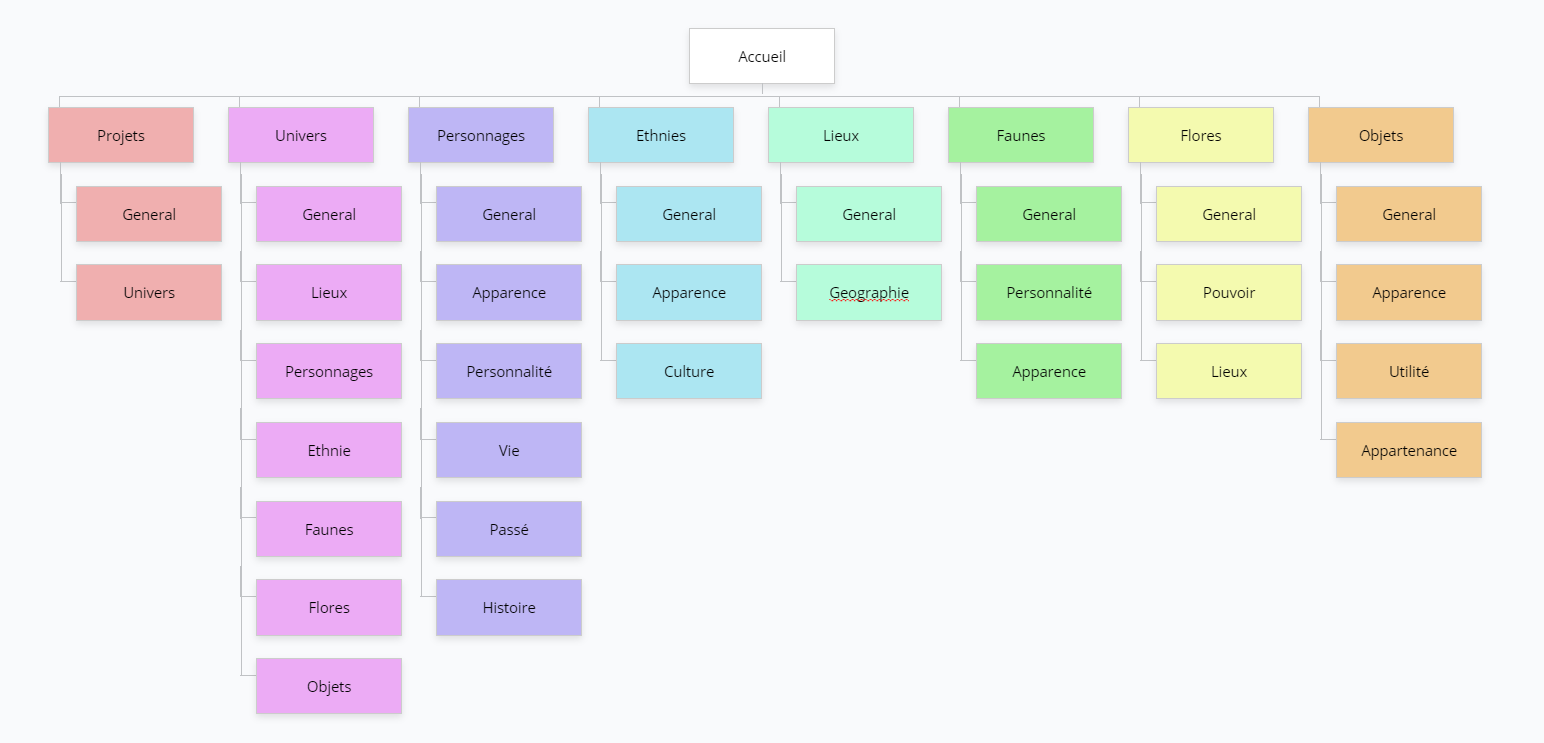 Accueil
Projets
General
Univers
Univers
General
Lieux
Personnages
Ethnie
Faunes
Flores
Objets
Personnages
General
Apparence
Personnalité
Vie
Passé
Histoire
Ethnies
General
Apparence
Culture
Lieux
General
Geographie
Faunes
General
Personnalité
Apparence
Flores
General
Pouvoir
Lieux
Objets
General
Apparence
Utilité
Appartenance